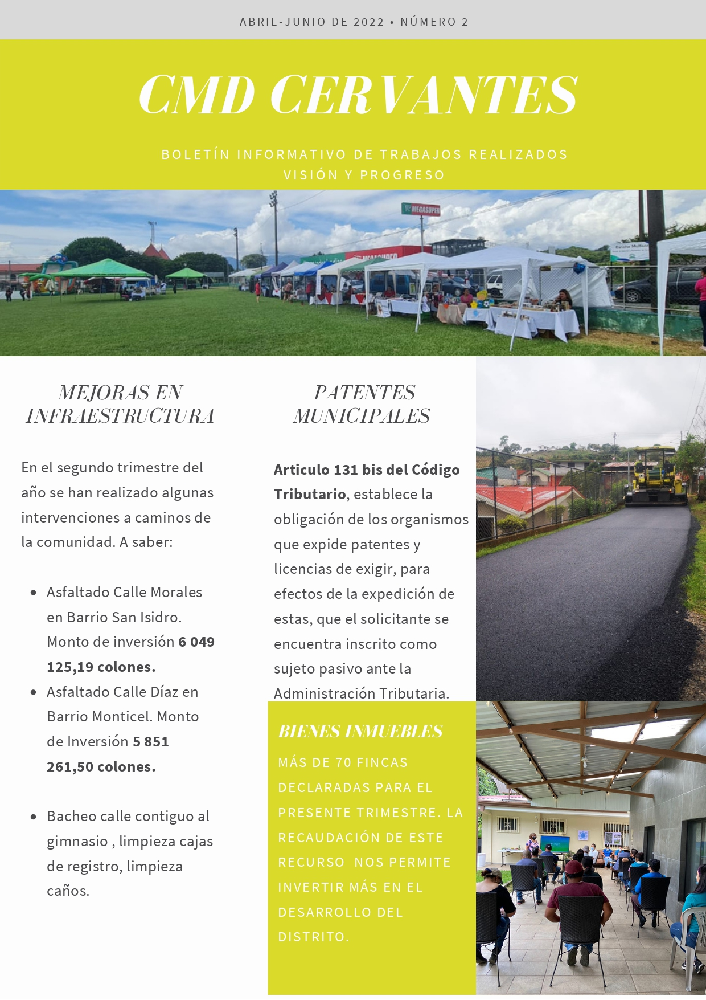 ABRIL-JUNIO DE 2022 • NÚMERO 2
CMD CERVANTES
BOLETÍN INFORMATIVO DE TRABAJOS REALIZADOS
VISIÓN Y PROGRESO
MEGASUPER
MEGASUPER
MEJORAS EN
INFRAESTRUCTURA
En el segundo trimestre del
año se han realizado algunas
intervenciones a caminos de
la comunidad. A saber:
• Asfaltado Calle Morales
en Barrio San Isidro.
Monto de inversión 6 049
125,19 colones.
• Asfaltado Calle Díaz en
Barrio Monticel. Monto
de Inversión 5 851
261,50 colones.
• Bacheo calle contiguo al
gimnasio , limpieza cajas
de registro, limpieza
caños.
PATENTES
MUNICIPALES
Articulo 131 bis del Código
Tributario, establece la
obligación de los organismos
que expide patentes y
licencias de exigir, para
efectos de la expedición de
estas, que el solicitante se
encuentra inscrito como
sujeto pasivo ante la
Administración Tributaria.
BIENES INMUEBLES
MÁS DE 70 FINCAS
DECLARADAS PARA EL
PRESENTE TRIMESTRE. LA
RECAUDACIÓN DE ESTE
RECURSO  NOS PERMITE
INVERTIR MÁS EN EL
DESARROLLO DEL
DISTRITO.